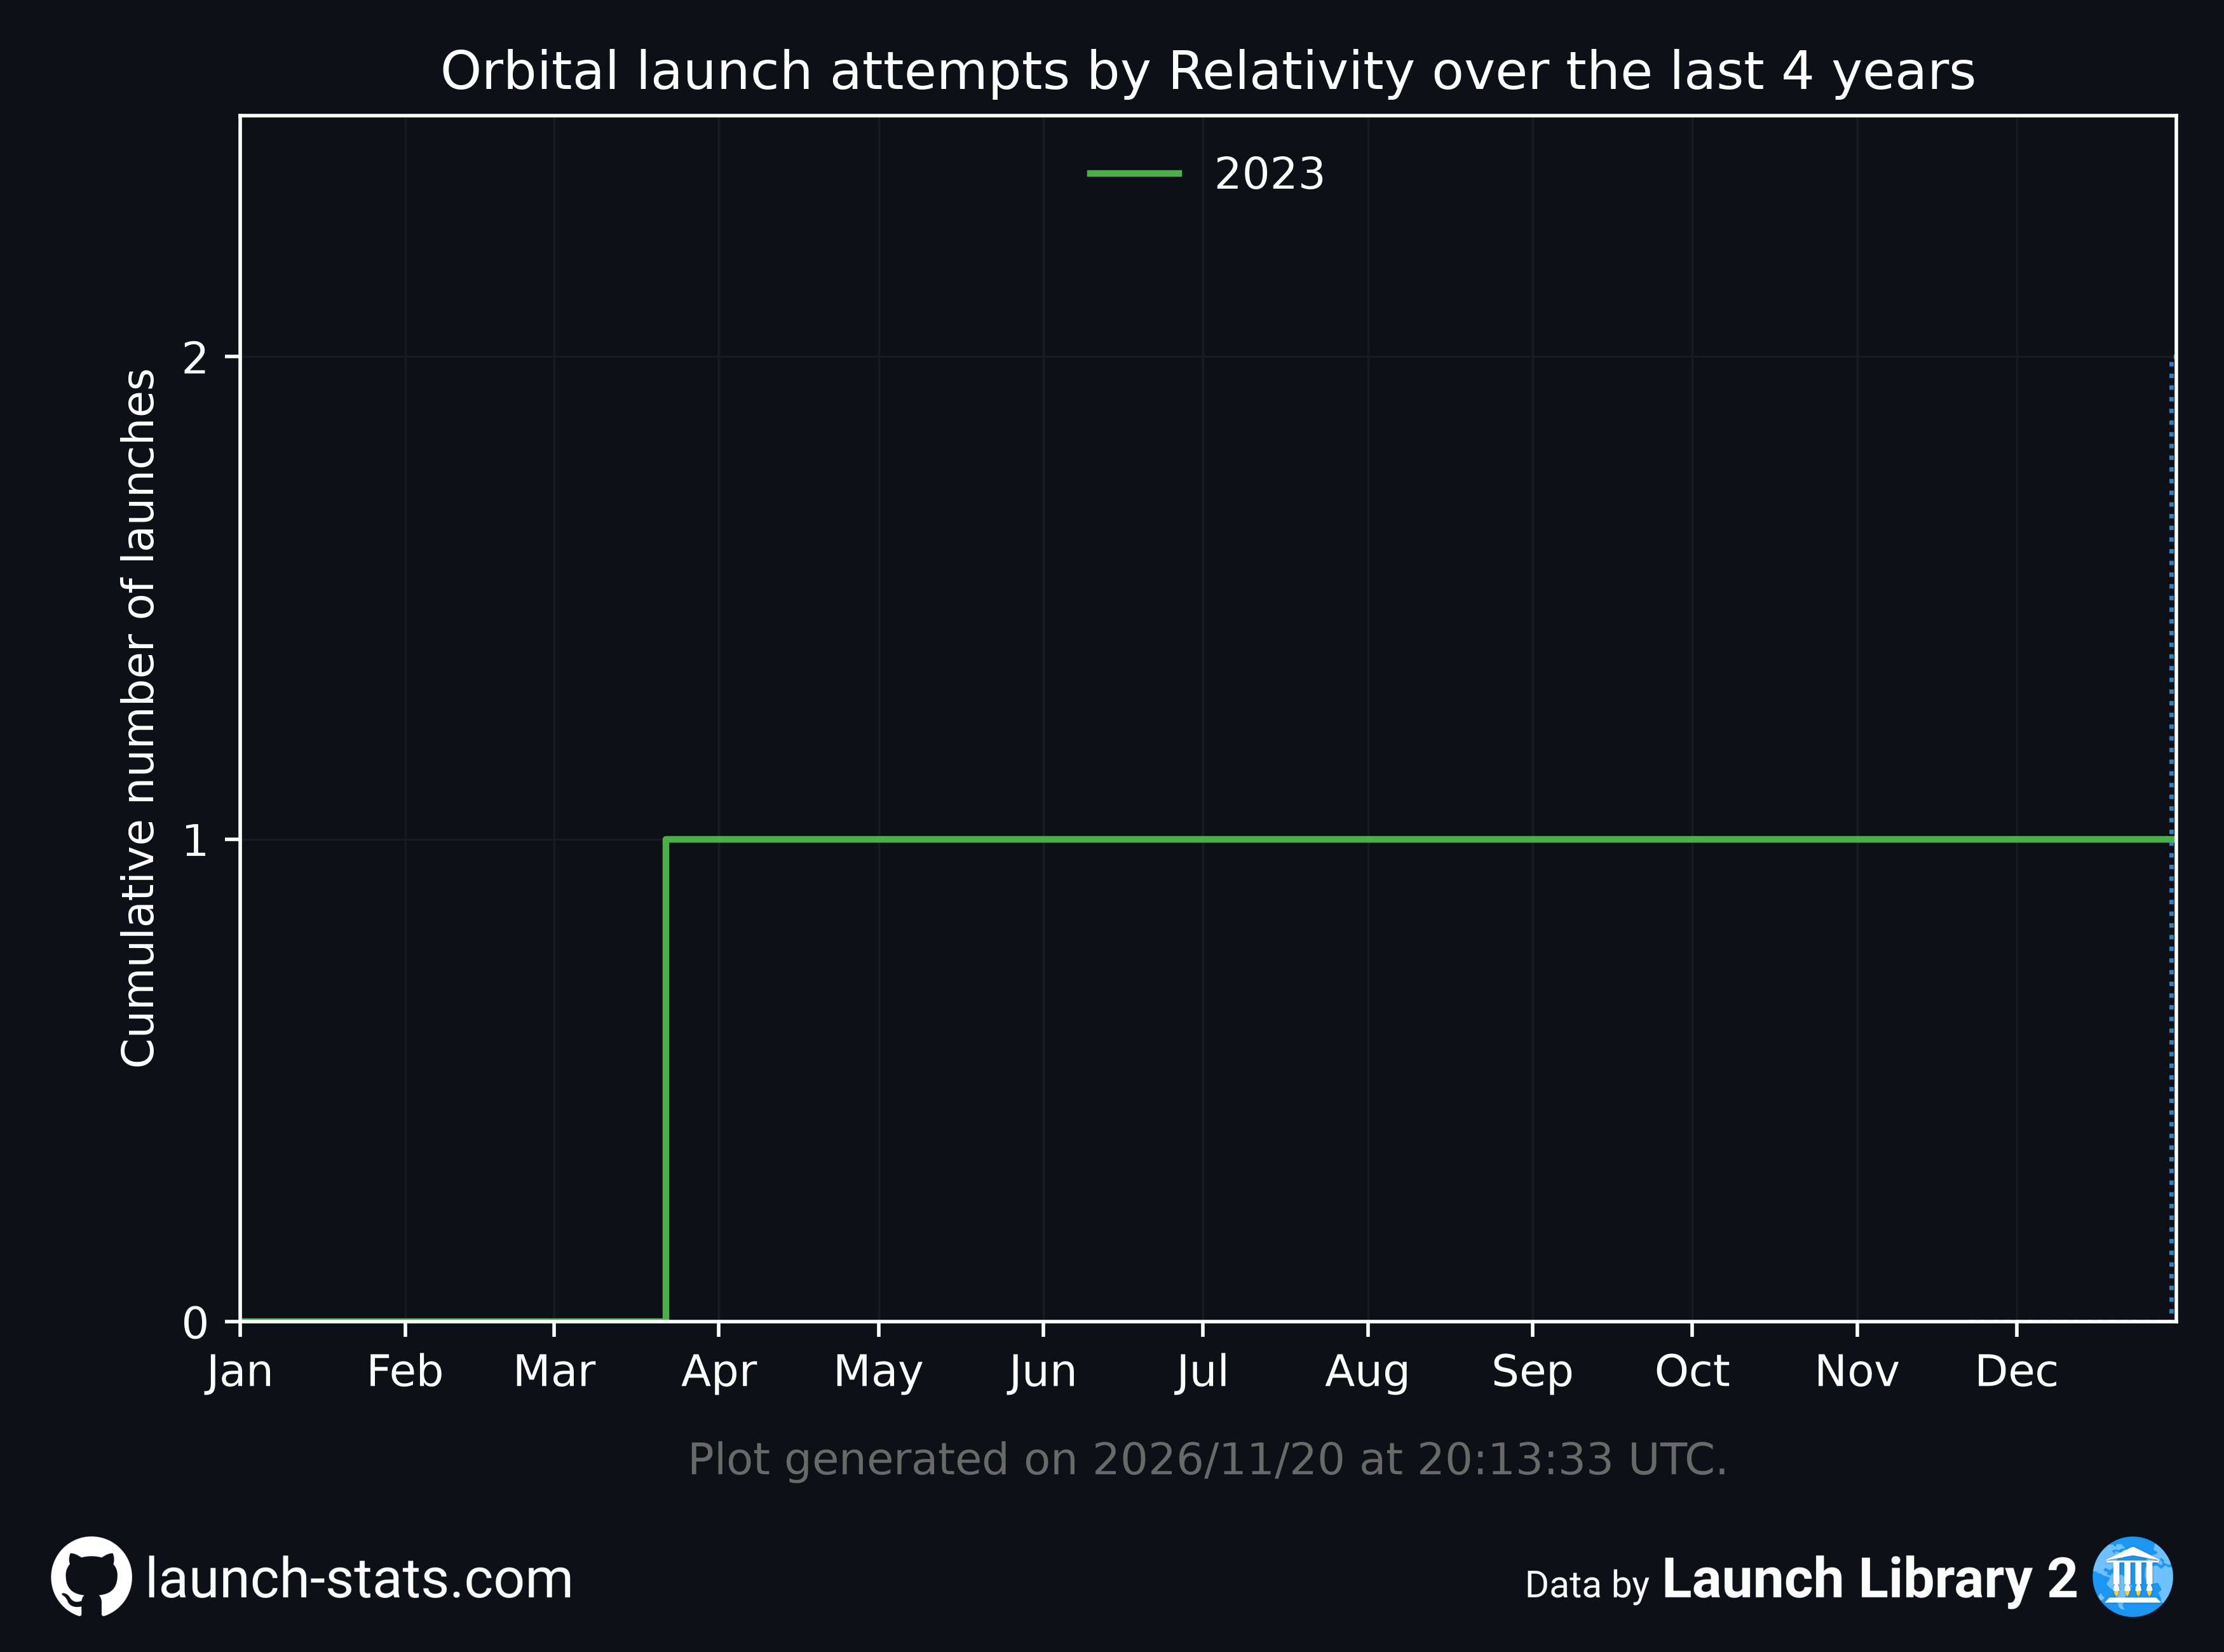 Orbital launch attempts by Relativity over the last 4 years
2023
Cumulative number of launches
2
1
0
Jan Feb Mar Apr May Jun Jul Aug Sep Oct Nov Dec
Plot generated on 2026/11/20 at 20:13:33 UTC.
launch-stats.com
Data by Launch Library 2